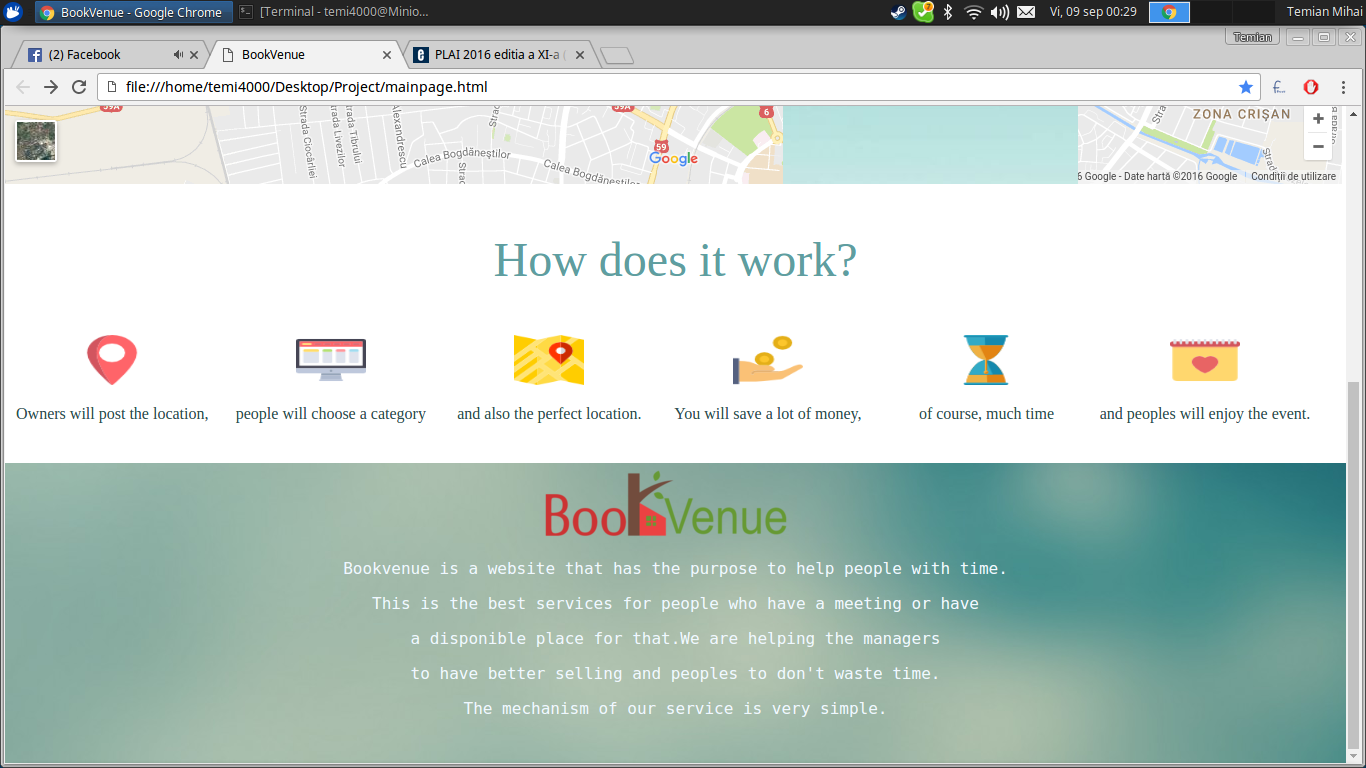 BookVenue - Google Chrome
[Terminal - temi4000@Minio...
Vi, 09 sep 00:29
Temian Mihai
Temian
(2) Facebook
BookVenue
PLAI 2016 editia a XI-a (
file:///home/temi4000/Desktop/Project/mainpage.html
39A
Strada Ciocârliei
Strada Livezilor
Strada Tibrului
Alexandrescu
Strada
Calea Bogdăneștilor
Strad
Calea Bogdăneștilor
39A
59
6
Google
ZONA CRIȘAN
6 Google - Date hartă ©2016 Google
Condiții de utilizare
How does it work?
Owners will post the location,
people will choose a category
and also the perfect location.
You will save a lot of money,
of course, much time
and peoples will enjoy the event.
BookVenue
Bookvenue is a website that has the purpose to help people with time.
This is the best services for people who have a meeting or have
a disponible place for that.We are helping the managers
to have better selling and peoples to don't waste time.
The mechanism of our service is very simple.